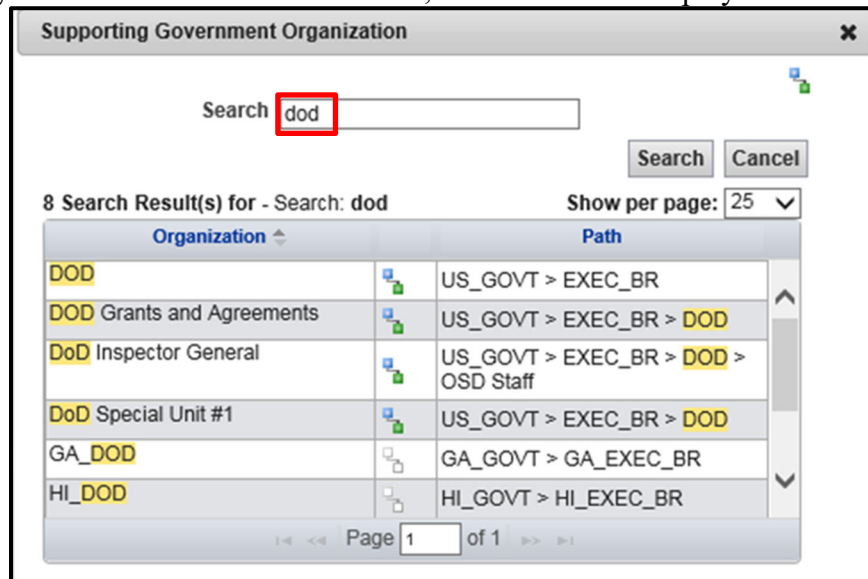 Supporting Government Organization
Search dod
Search Cancel
8 Search Result(s) for - Search: dod Show per page: 25
Organization Path
DOD US_GOVT > EXEC_BR
DOD Grants and Agreements US_GOVT > EXEC_BR > DOD
DoD Inspector General US_GOVT > EXEC_BR > DOD >
OSD Staff
DoD Special Unit #1 US_GOVT > EXEC_BR > DOD
GA_DOD GA_GOVT > GA_EXEC_BR
HI_DOD HI_GOVT > HI_EXEC_BR
Page 1 of 1